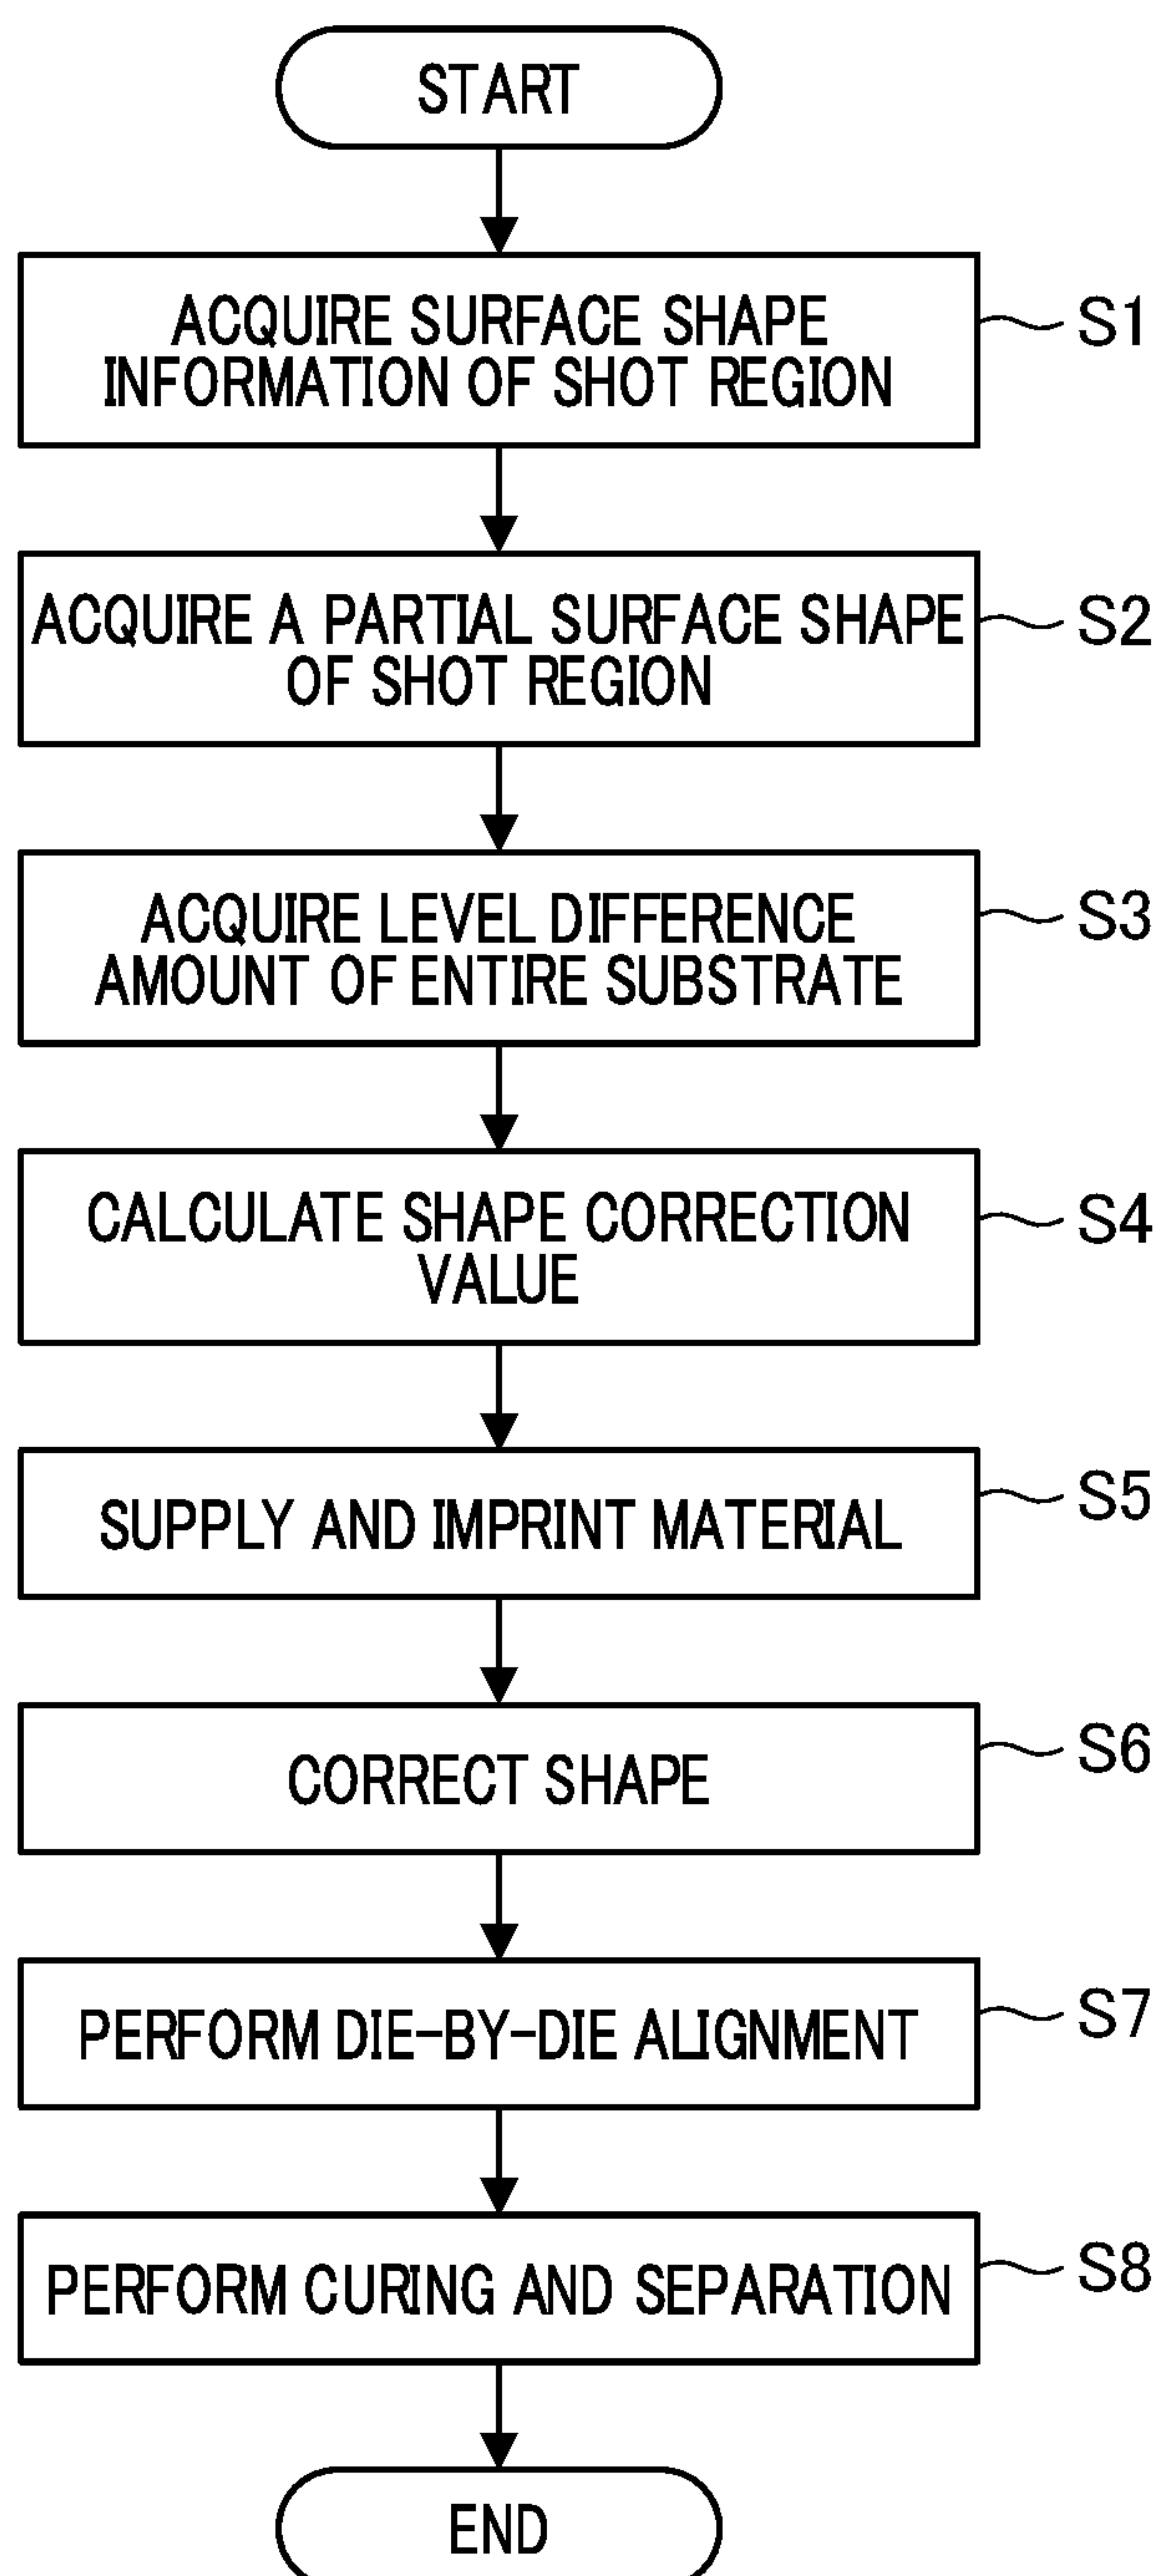 START
ACQUIRE SURFACE SHAPE
INFORMATION OF SHOT REGION
S1
ACQUIRE A PARTIAL SURFACE SHAPE
OF SHOT REGION
S2
ACQUIRE LEVEL DIFFERENCE
AMOUNT OF ENTIRE SUBSTRATE
S3
CALCULATE SHAPE CORRECTION
VALUE
S4
SUPPLY AND IMPRINT MATERIAL
S5
CORRECT SHAPE
S6
PERFORM DIE-BY-DIE ALIGNMENT
S7
PERFORM CURING AND SEPARATION
S8
END